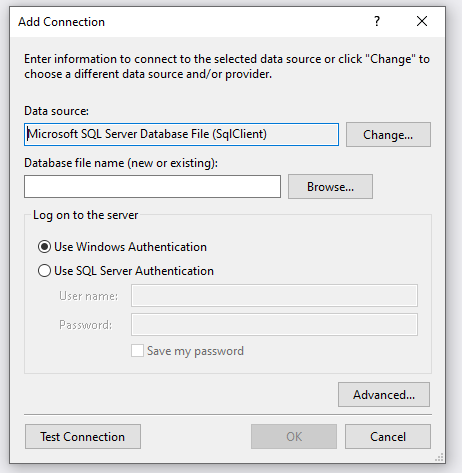 Add Connection
?
Enter information to connect to the selected data source or click "Change" to
choose a different data source and/or provider.
Data source:
Microsoft SQL Server Database File (SqlClient)
Change...
Database file name (new or existing):
Browse...
Log on to the server
Use Windows Authentication
Use SQL Server Authentication
User name:
Password:
Save my password
Advanced...
Test Connection
OK
Cancel